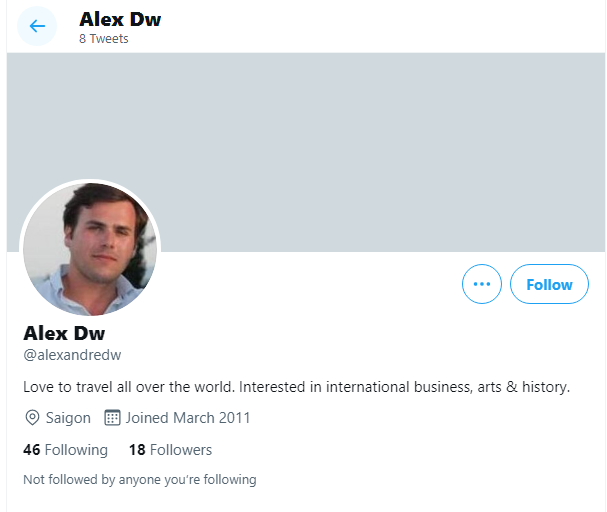 Alex Dw
8 Tweets
Follow
Alex Dw
@alexandredw
Love to travel all over the world. Interested in international business, arts & history.
Saigon Joined March 2011
46 Following 18 Followers
Not followed by anyone you're following